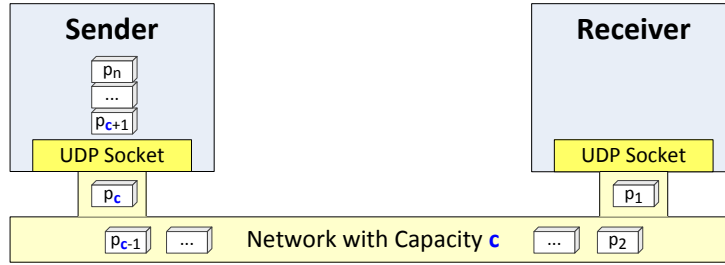 Sender
Receiver
pn
...
pc+1
UDP Socket
UDP Socket
pc
p1
pc-1
...
Network with Capacity c
...
p2